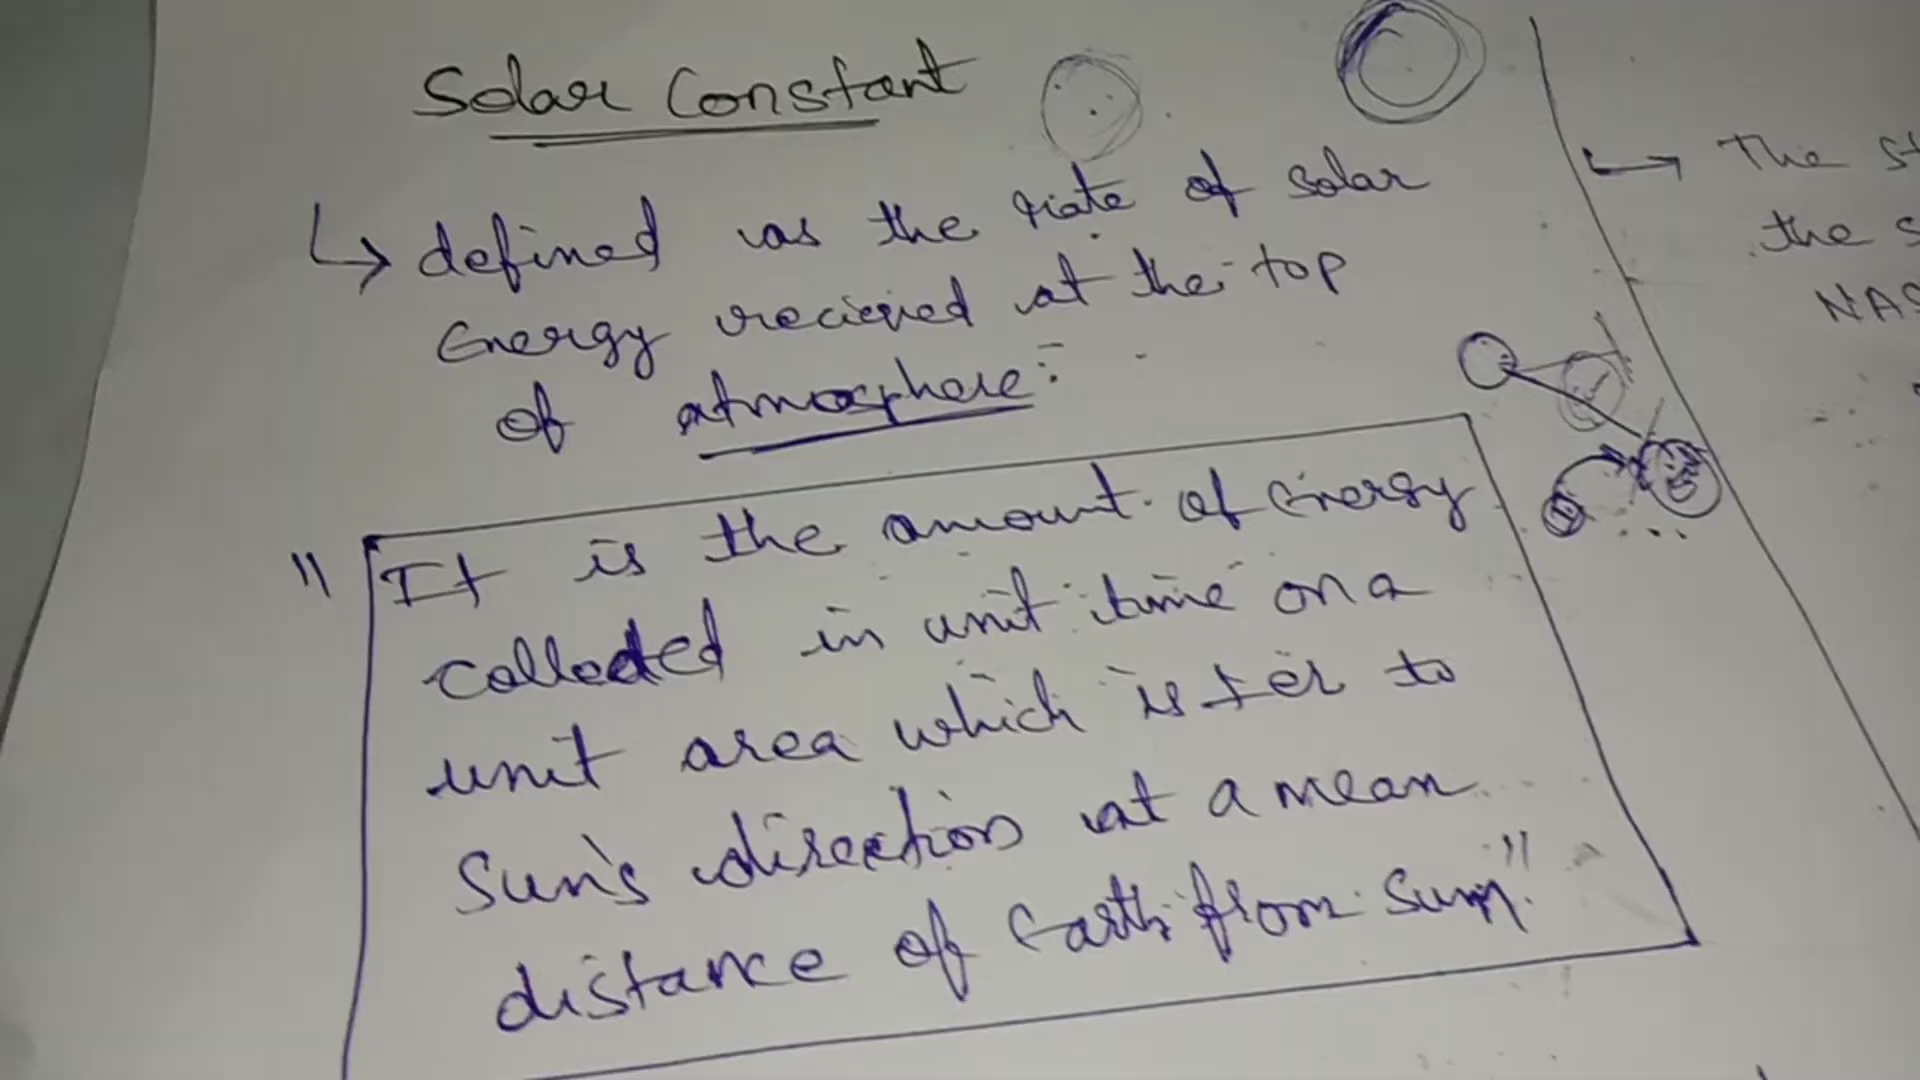 Solar Constant
↳ defined as the rate of solar
Energy recieved at the top
of atmosphere:-
" It is the amount of Energy
collected in unit time on a
unit area which is ⊥er to
Sun's direction at a mean
distance of Earth from Sun."
→ The
the